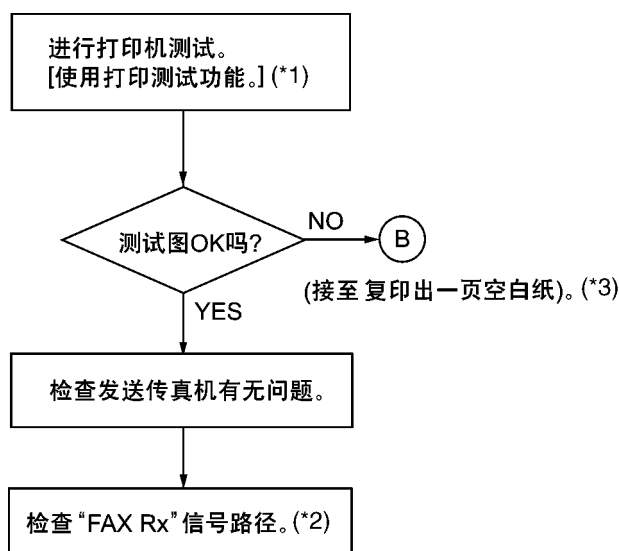 进行打印机测试。
[使用打印测试功能。] (*1)
测试图OK吗?
NO
B
(接至 复印出一页空白纸)。(*3)
YES
检查发送传真机有无问题。
检查“FAX Rx”信号路径。(*2)